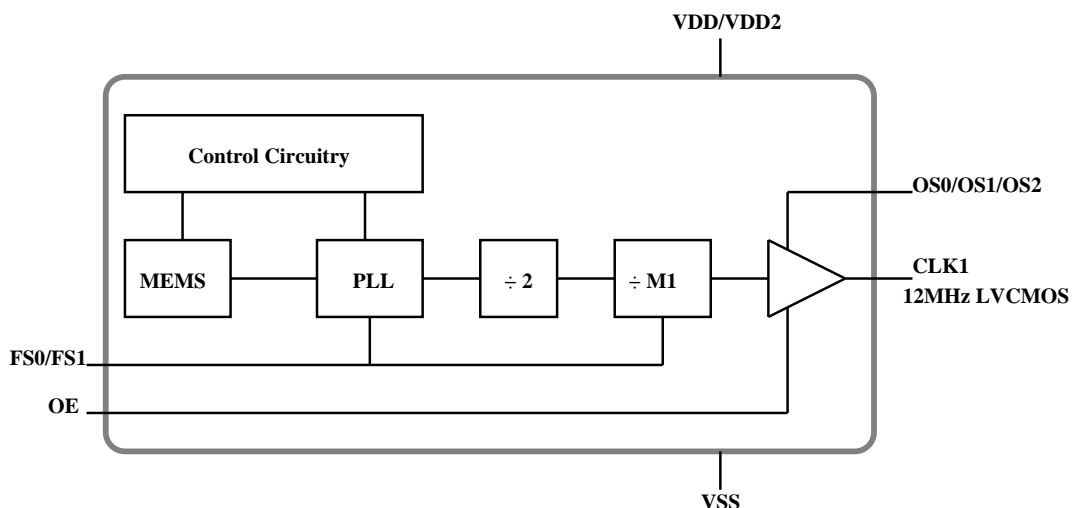 VDD/VDD2
Control Circuitry
OS0/OS1/OS2
MEMS
PLL
÷ 2
÷ M1
CLK1
12MHz LVCMOS
FS0/FS1
OE
VSS